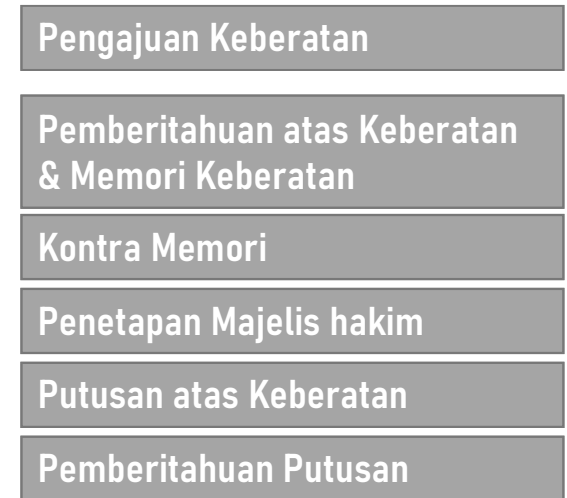 Pengajuan Keberatan
Pemberitahuan atas Keberatan
& Memori Keberatan
Kontra Memori
Penetapan Majelis hakim
Putusan atas Keberatan
Pemberitahuan Putusan